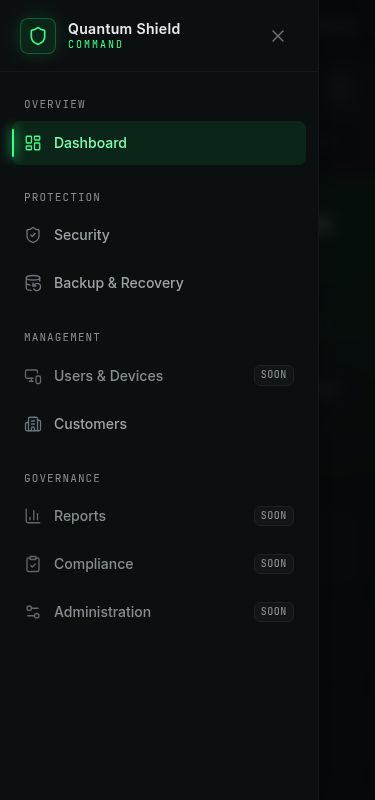 Quantum Shield
COMMAND
OVERVIEW
Dashboard
PROTECTION
Security
Backup & Recovery
MANAGEMENT
Users & Devices SOON
Customers
GOVERNANCE
Reports SOON
Compliance SOON
Administration SOON